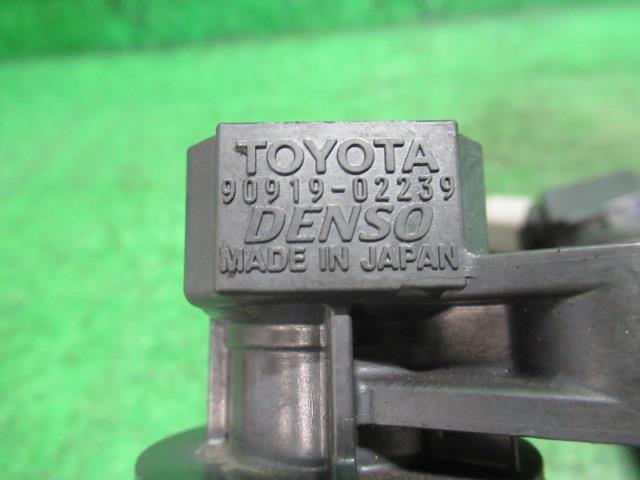 TOYOTA
90919-02239
DENSO
MADE IN JAPAN